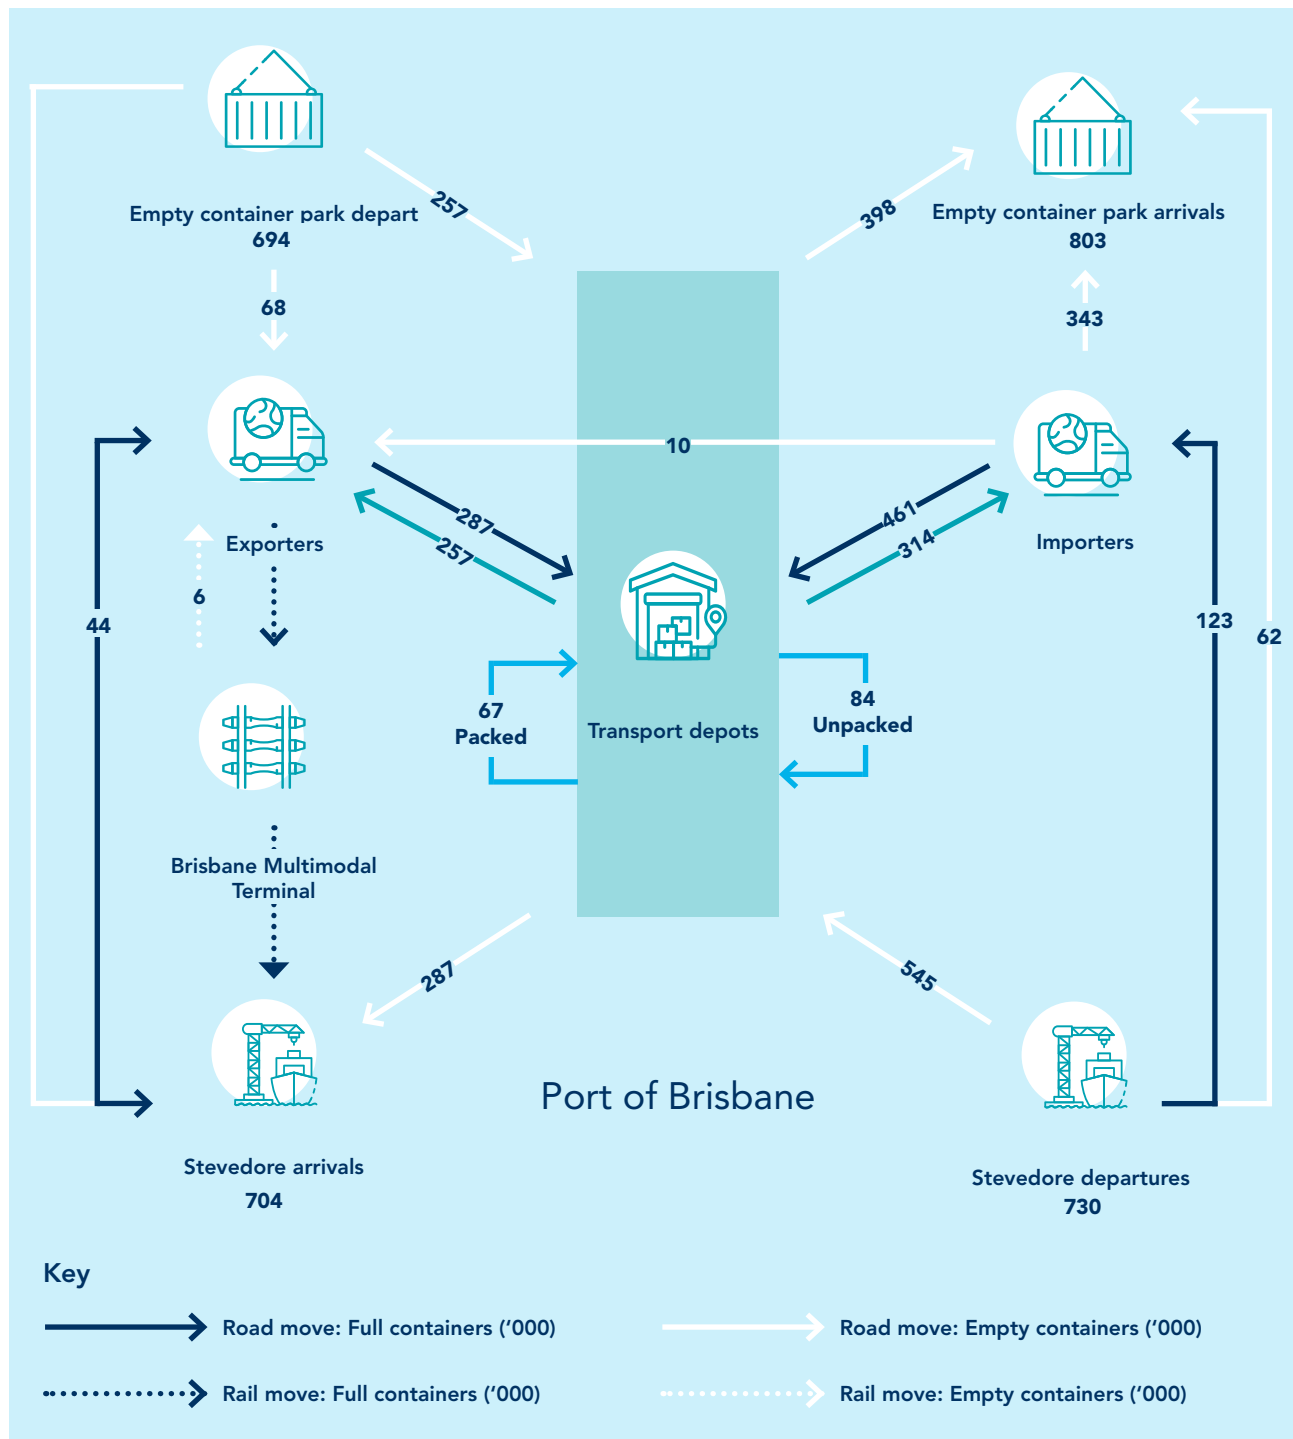 Empty container park depart
694
257
398
Empty container park arrivals
803
68
343
10
Exporters
287
257
461
314
Importers
6
44
123
62
67
Packed
Transport depots
84
Unpacked
Brisbane Multimodal
Terminal
287
545
Port of Brisbane
Stevedore arrivals
704
Stevedore departures
730
Key
Road move: Full containers (‘000)
Road move: Empty containers (‘000)
Rail move: Full containers (‘000)
Rail move: Empty containers (‘000)